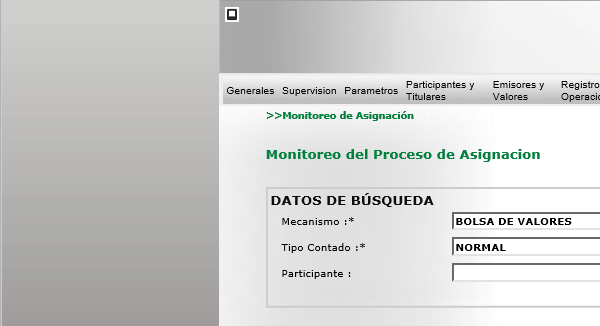 Generales Supervision Parametros Participantes y Titulares Emisores y Valores Registro Operacio
>>Monitoreo de Asignación
Monitoreo del Proceso de Asignacion
DATOS DE BÚSQUEDA
Mecanismo :* BOLSA DE VALORES
Tipo Contado :* NORMAL
Participante :